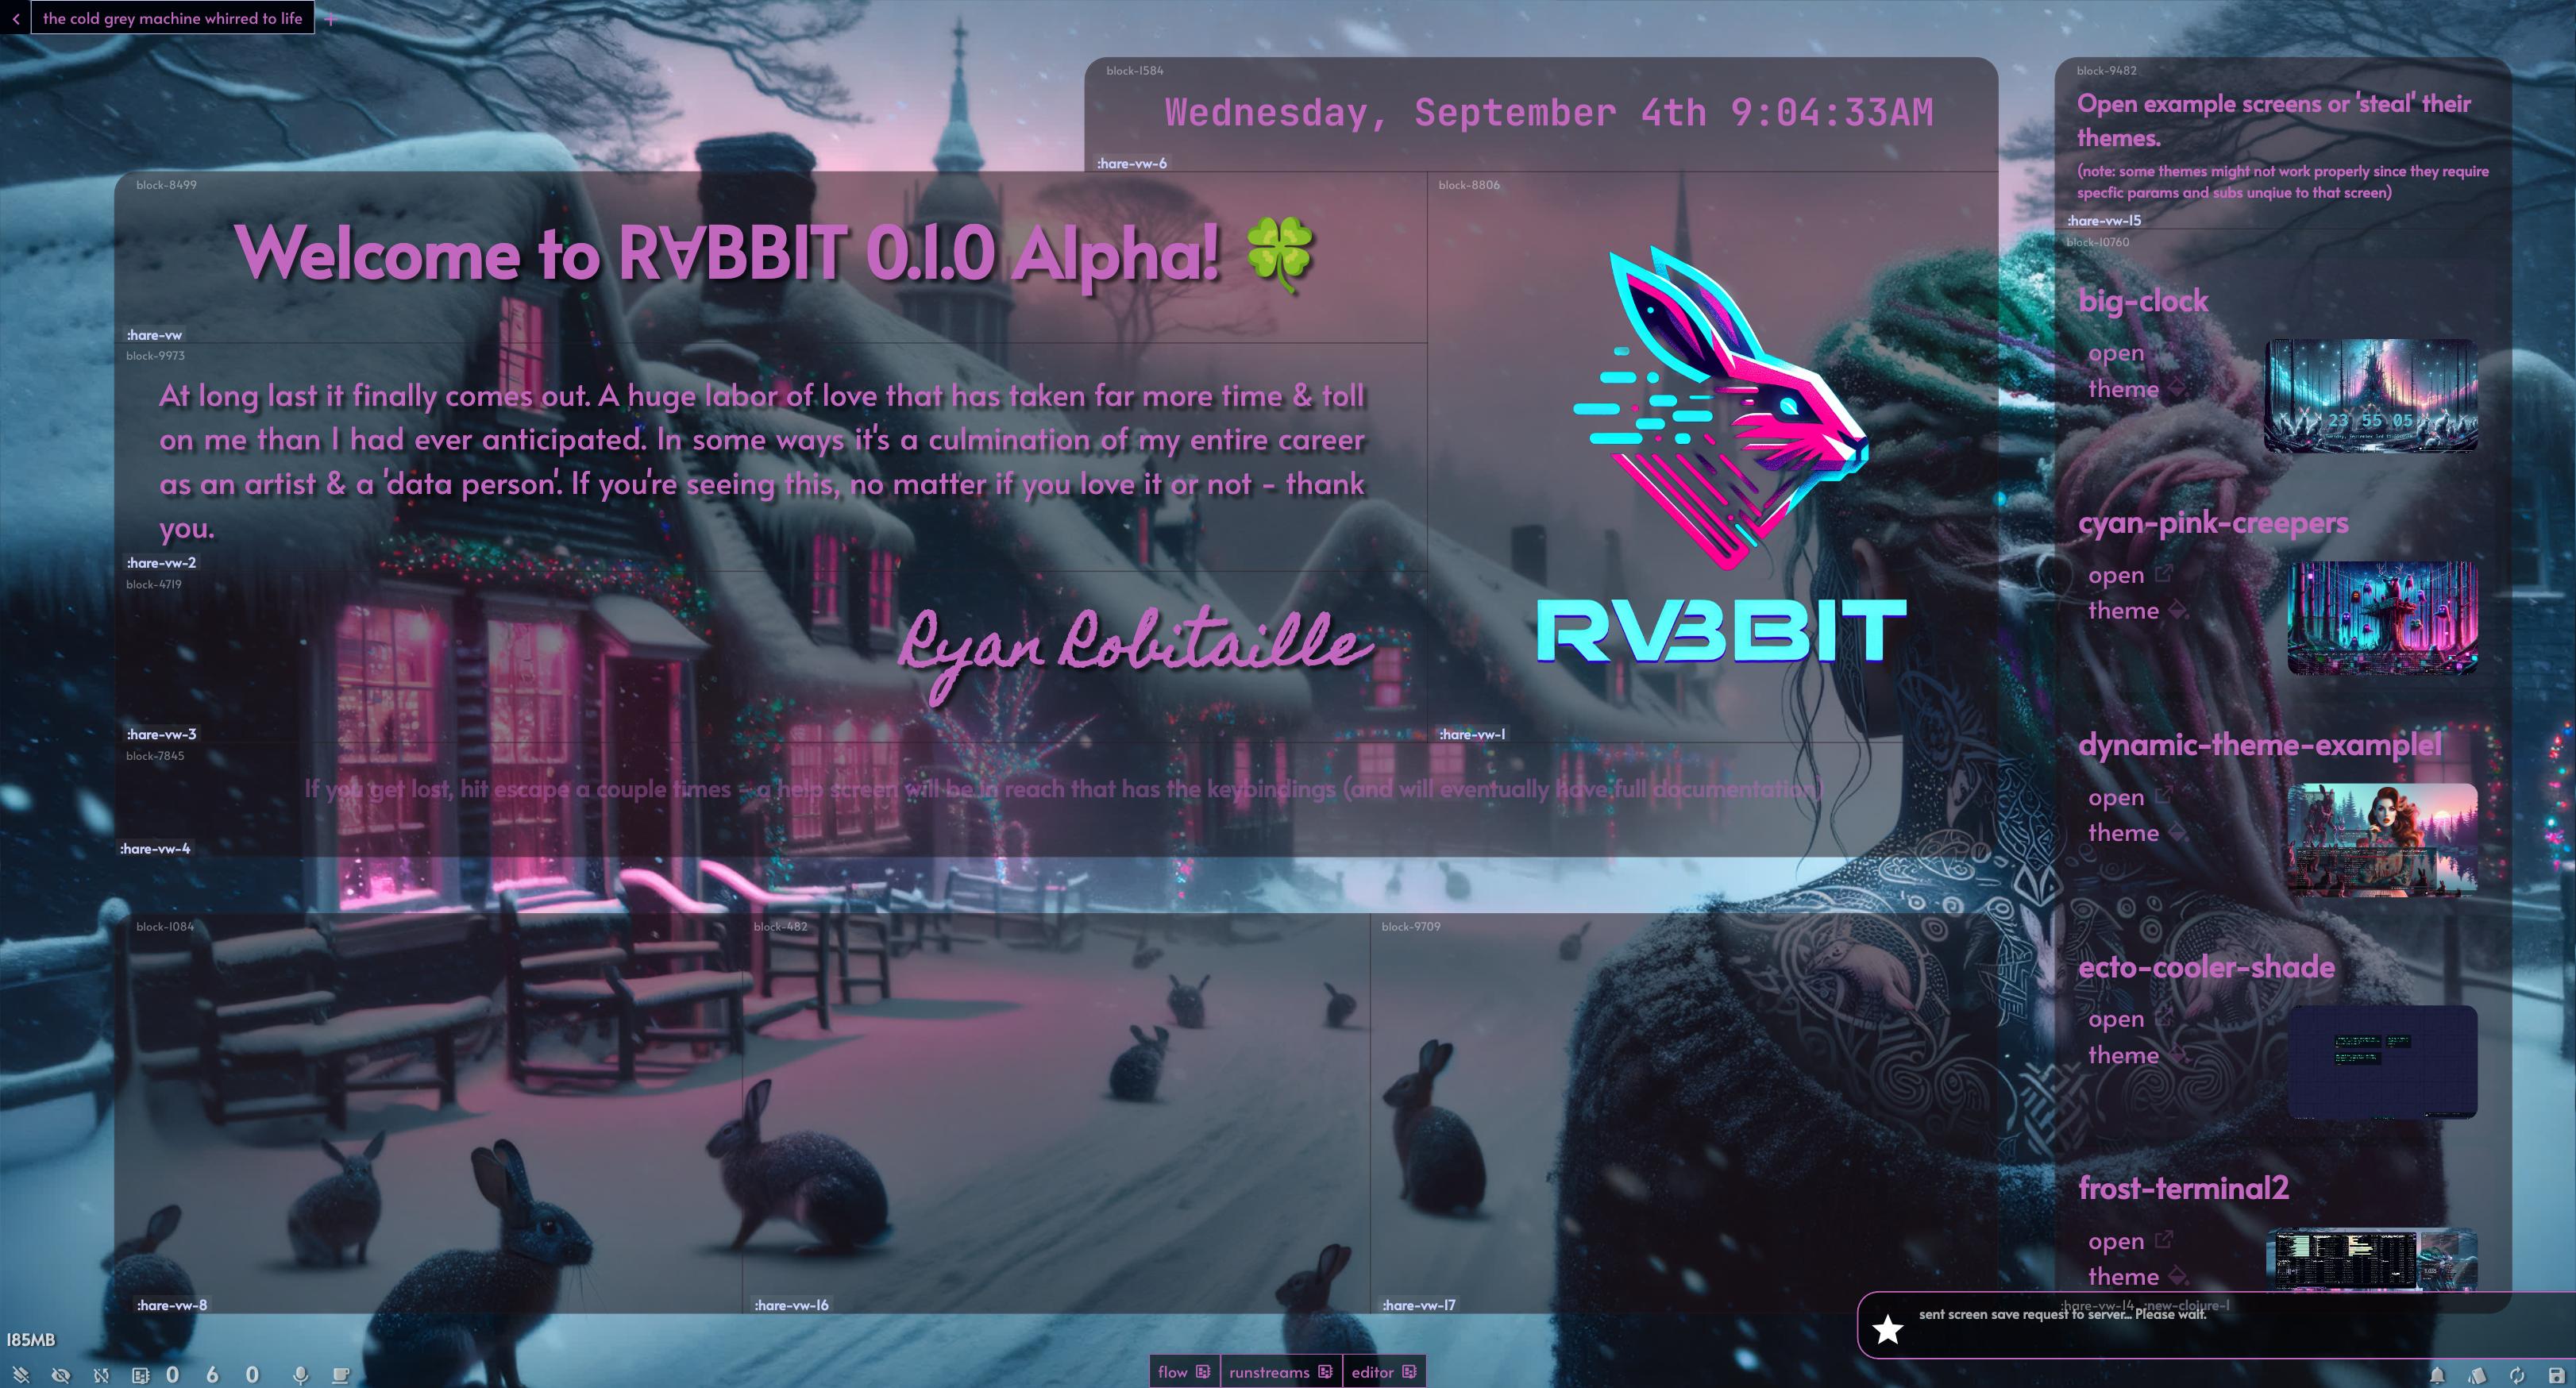 the cold grey machine whirred to life +
block-1584
Wednesday, September 4th 9:04:33AM
:hare-vw-6
block-8499
Welcome to R∀BBIT 0.1.0 Alpha! 🍀
:hare-vw
block-9973
At long last it finally comes out. A huge labor of love that has taken far more time & toll
on me than I had ever anticipated. In some ways it's a culmination of my entire career
as an artist & a 'data person'. If you're seeing this, no matter if you love it or not - thank
you.
:hare-vw-2
block-4719
Ryan Robitaille
:hare-vw-3
block-8806
RVBBIT
:hare-vw-1
block-7845
If you get lost, hit escape a couple times - a help screen will be in reach that has the keybindings (and will eventually have full documentation)
:hare-vw-4
block-1084
:hare-vw-8
block-482
:hare-vw-16
block-9709
:hare-vw-17
block-9482
Open example screens or 'steal' their
themes.
(note: some themes might not work properly since they require
specfic params and subs unqiue to that screen)
:hare-vw-15
block-10760
big-clock
open
theme
23 55 05
cyan-pink-creepers
open
theme
dynamic-theme-example1
open
theme
ecto-cooler-shade
open
theme
frost-terminal2
open
theme
:hare-vw-14 :new-clojure-1
sent screen save request to server... Please wait.
185MB
0 6 0
flow
runstreams
editor